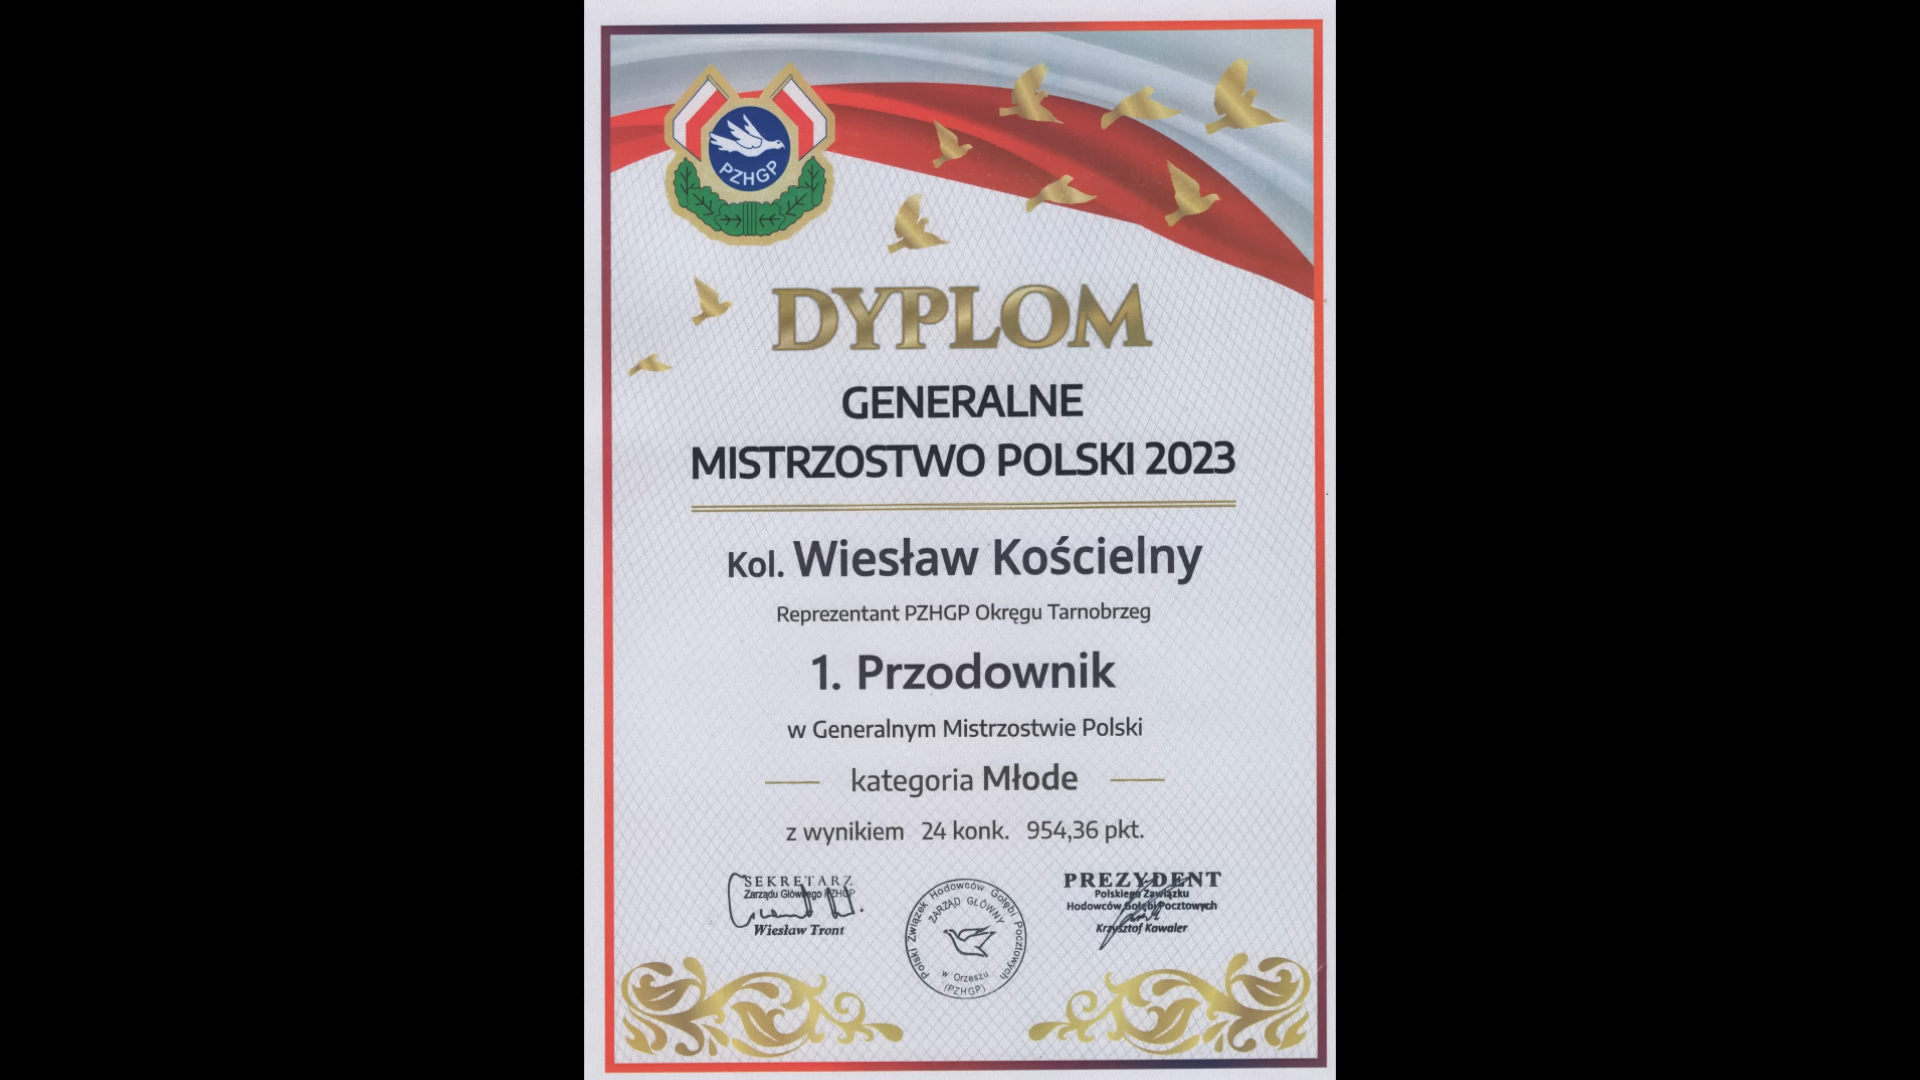 PZHGP
DYPLOM
GENERALNE
MISTRZOSTWO POLSKI 2023
Kol. Wiesław Kościelny
Reprezentant PZHGP Okręgu Tarnobrzeg
1. Przodownik
w Generalnym Mistrzostwie Polski
kategoria Młode
z wynikiem 24 konk. 954,36 pkt.
SEKRETARZ
Zarządu Głównego PZHGP
Wiesław Tront
Polski Związek Hodowców Gołębi Pocztowych
ZARZĄD GŁÓWNY
w Orzeszu
(PZHGP)
PREZYDENT
Polskiego Zawiązku
Hodowców Gołębi Pocztowych
Krzysztof Kawaler